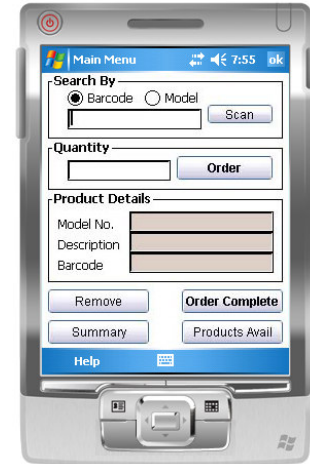 Main Menu 7:55 ok
Search By
Barcode Model
Scan
Quantity
Order
Product Details
Model No.
Description
Barcode
Remove Order Complete
Summary Products Avail
Help